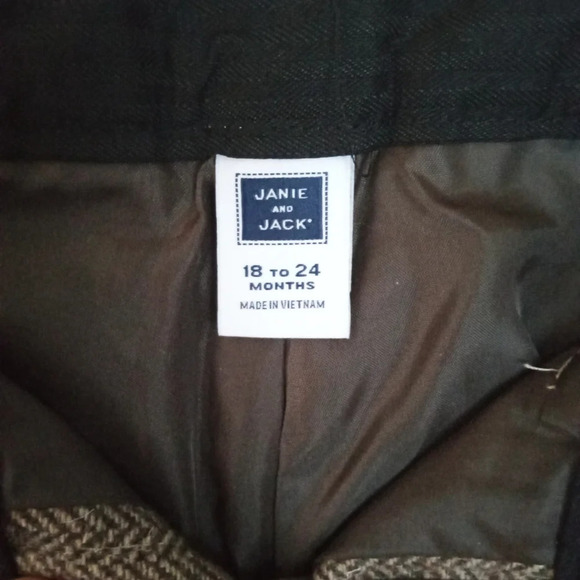 JANIE
AND
JACK
18 TO 24
MONTHS
MADE IN VIETNAM